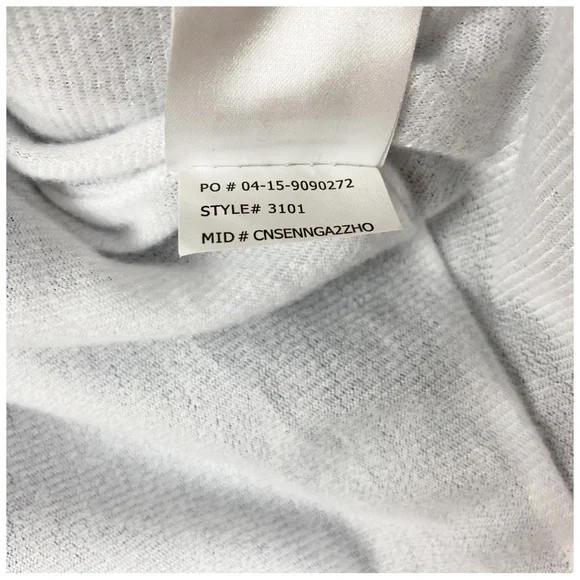 PO # 04-15-9090272
STYLE# 3101
MID # CNSENNGA2ZHO